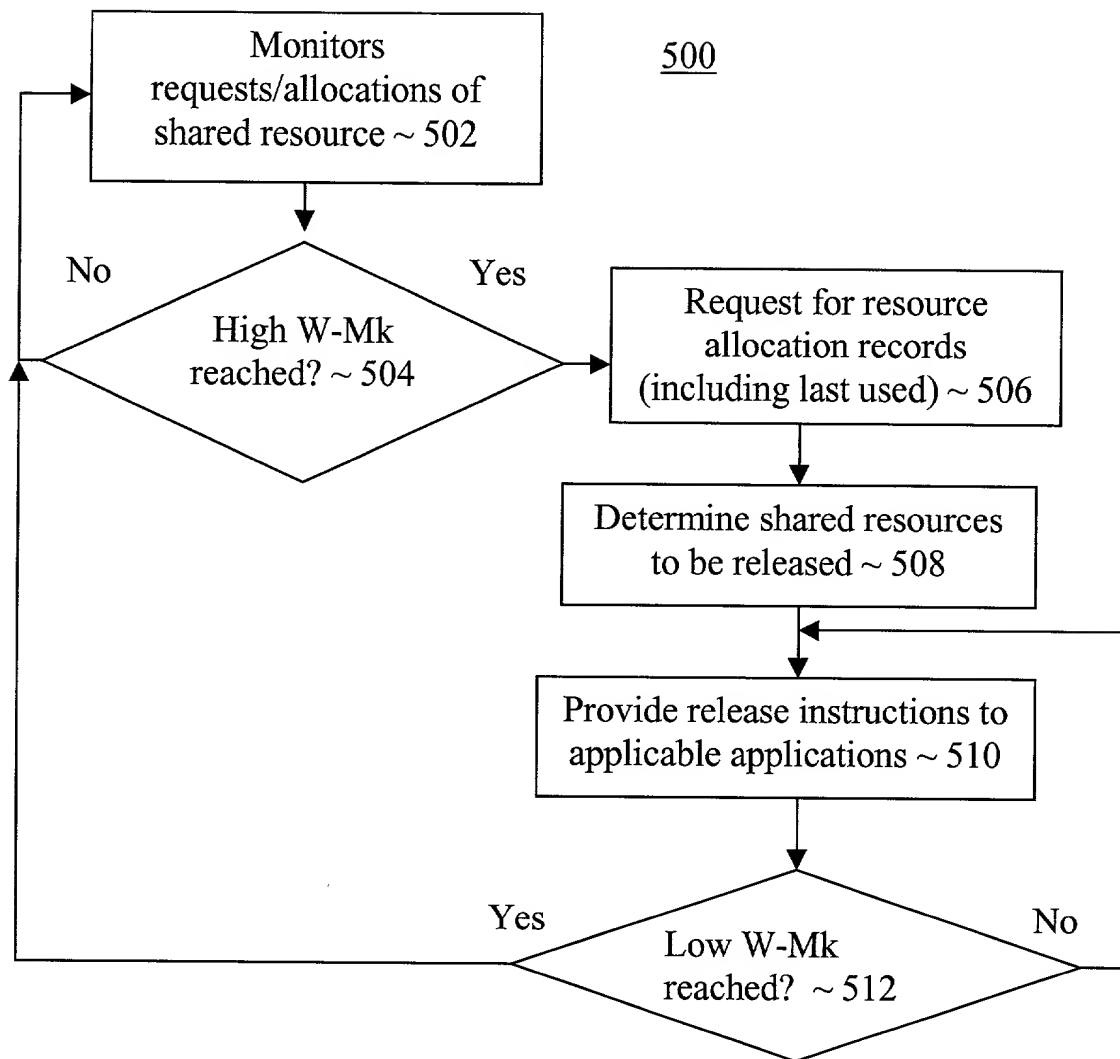 500
Monitors
requests/allocations of
shared resource ~ 502
No
Yes
High W-Mk
reached? ~ 504
Request for resource
allocation records
(including last used) ~ 506
Determine shared resources
to be released ~ 508
Provide release instructions to
applicable applications ~ 510
Yes
No
Low W-Mk
reached? ~ 512